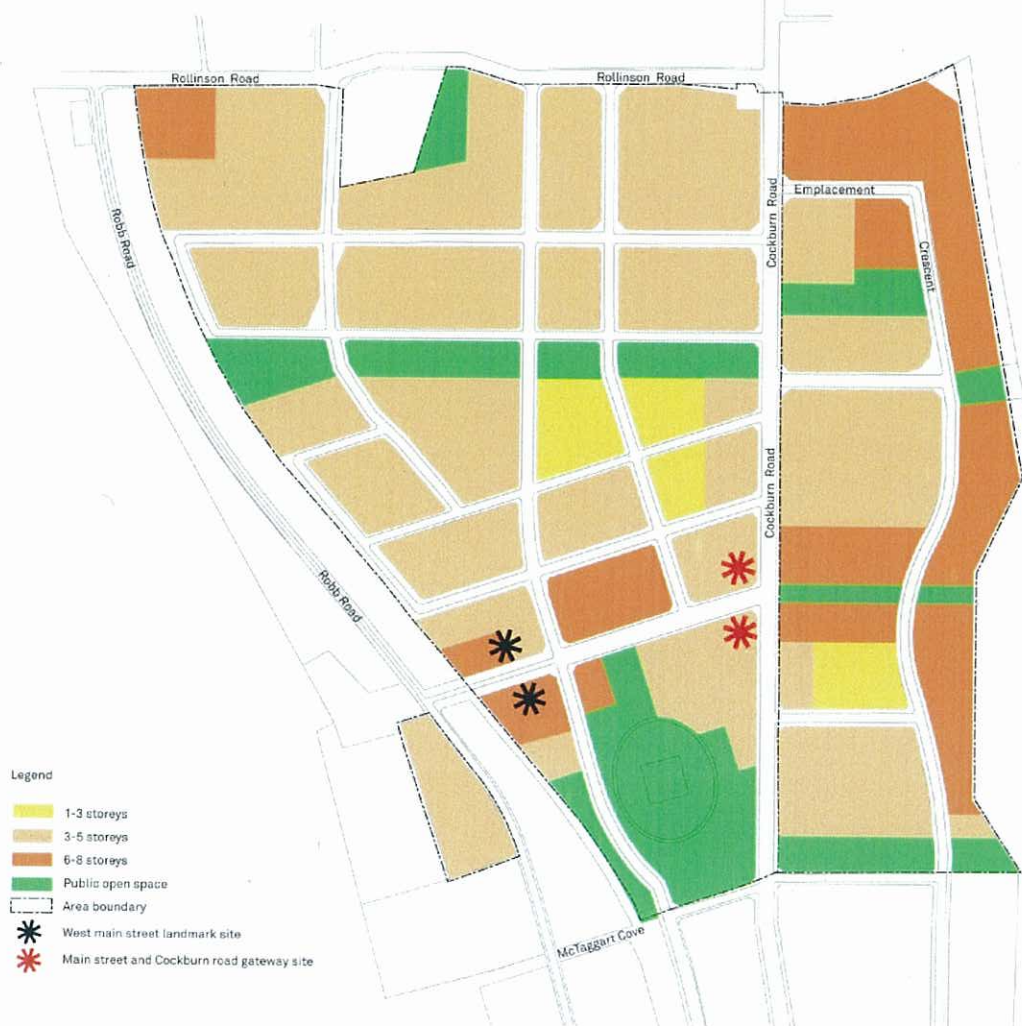 Rollinson Road
Rollinson Road
Emplacement
Crescent
Cockburn Road
Robb Road
Cockburn Road
Robb Road
McTaggart Cove
Legend
1-3 storeys
3-5 storeys
6-8 storeys
Public open space
Area boundary
West main street landmark site
Main street and Cockburn road gateway site